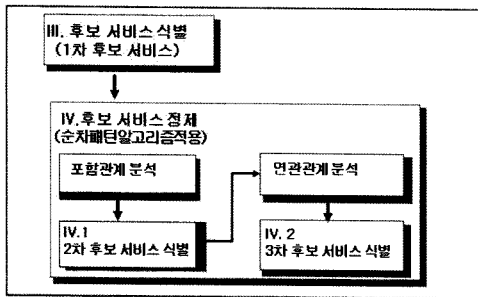 III. 후보 서비스 식별
(1차 후보 서비스)
IV.후보 서비스 정제
(순차패턴알고리즘적용)
포함관계 분석
연관관계 분석
IV.1
2차 후보 서비스 식별
IV. 2
3차 후보 서비스 식별